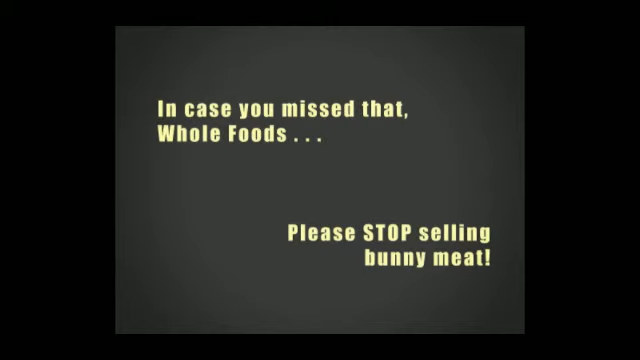 In case you missed that,
Whole Foods . . .
Please STOP selling
bunny meat!